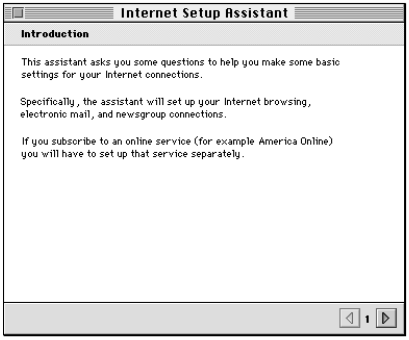 Internet Setup Assistant
Introduction
This assistant asks you some questions to help you make some basic
settings for your Internet connections.
Specifically, the assistant will set up your Internet browsing,
electronic mail, and newsgroup connections.
If you subscribe to an online service (for example America Online)
you will have to set up that service separately.
1